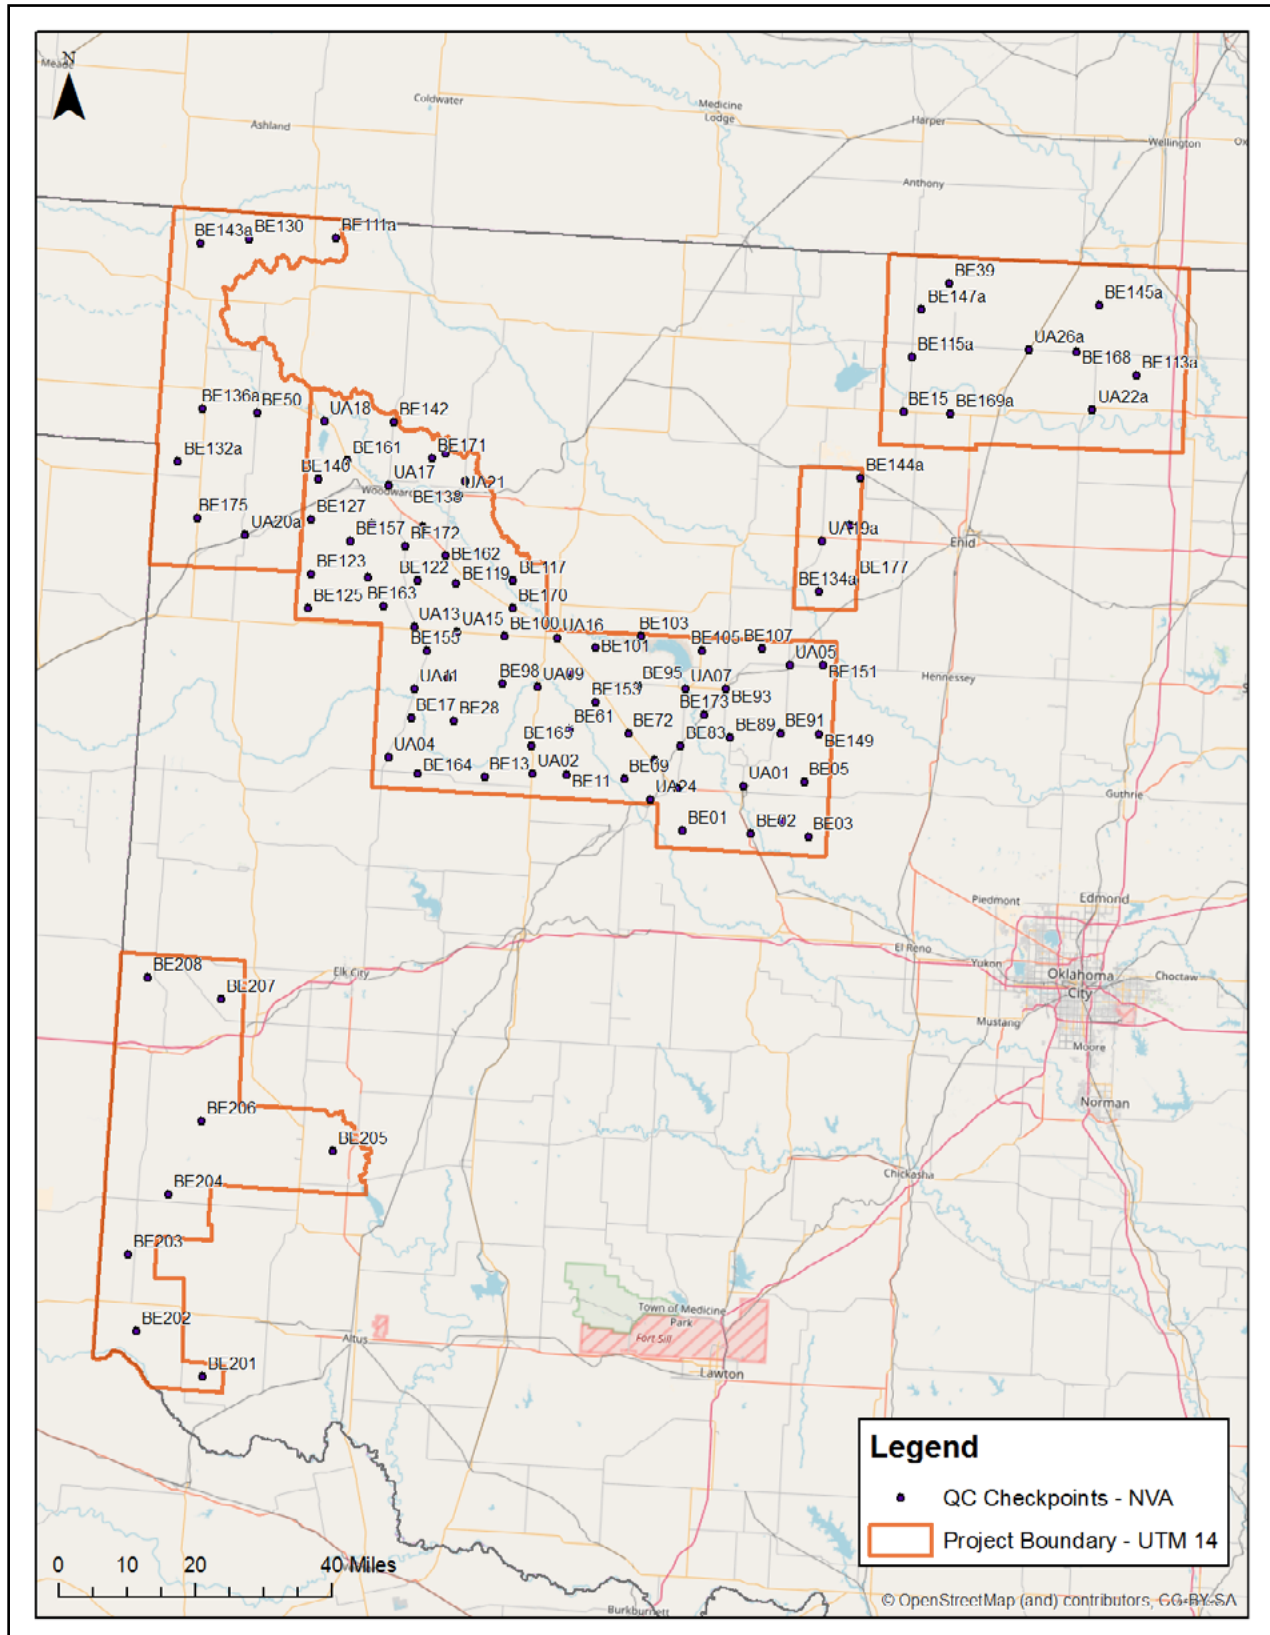 N
Meade
Coldwater
Medicine
Lodge
Ashland
Harper
Wellington
Anthony
BE143a
BE130
BE111a
BE39
BE147a
BE145a
UA26a
BE115a
BE168
BE113a
BE136a
BE50
UA18
BE142
BE15
BE169a
UA22a
BE132a
BE161
BE171
BE140
UA17
UA21
BE144a
Woodward
BE138
BE175
UA20a
BE127
BE157
BE172
UA19a
Enid
BE162
BE123
BE122
BE119
BE117
BE134a
BE177
BE125
BE163
BE170
UA13
UA15
BE100
UA16
BE103
BE155
BE101
BE105
BE107
UA05
BE151
Hennessey
UA11
BE98
UA09
BE95
UA07
BE93
BE153
BE173
BE17
BE28
BE61
BE72
BE83
BE89
BE91
BE149
BE165
UA04
BE164
BE13
UA02
BE11
BE09
UA01
BE05
UA24
Guthrie
BE01
BE02
BE03
Piedmont
Edmond
El Reno
Yukon
BE208
Elk City
Oklahoma
City
Choctaw
BE207
Mustang
Moore
BE206
Norman
BE205
BE204
Chickasha
BE203
BE202
Town of Medicine
Park
Altus
Fort Sill
BE201
Lawton
Legend
QC Checkpoints - NVA
Project Boundary - UTM 14
0 10 20 40 Miles
© OpenStreetMap (and) contributors, CC-BY-SA
Burkburnett